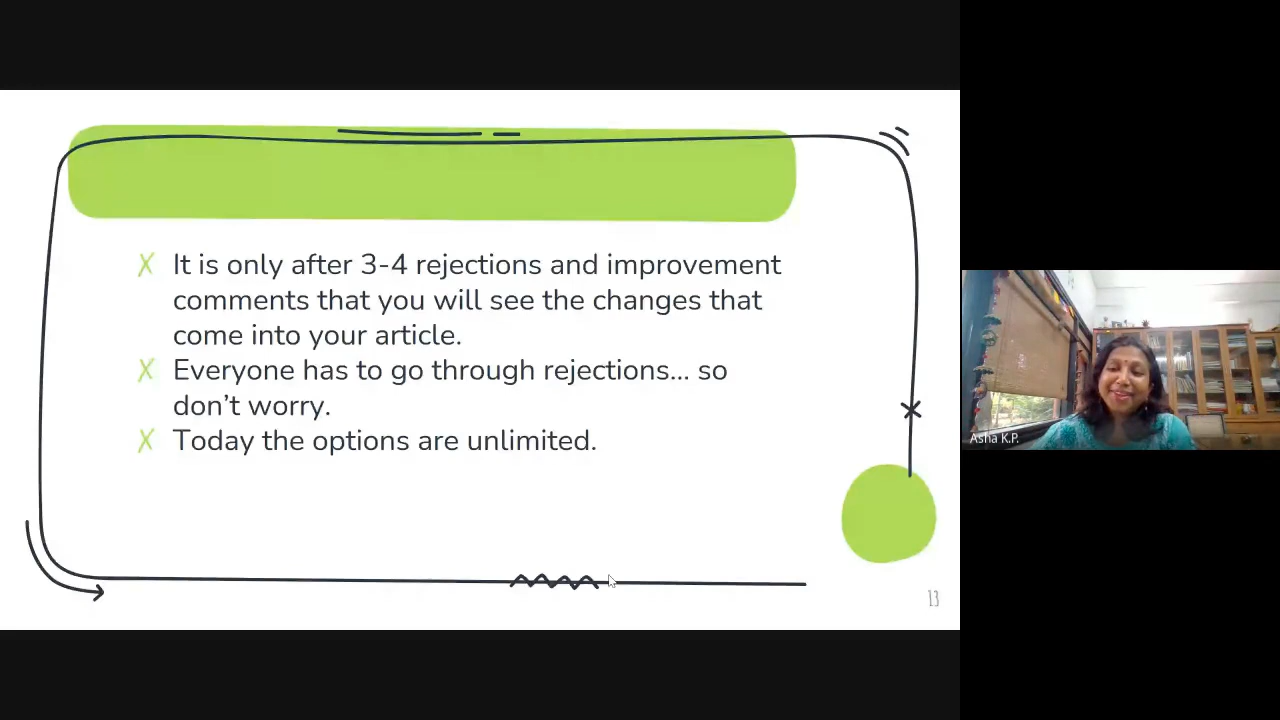 It is only after 3-4 rejections and improvement
comments that you will see the changes that
come into your article.
Everyone has to go through rejections... so
don't worry.
Today the options are unlimited.
13
Asha K.P.